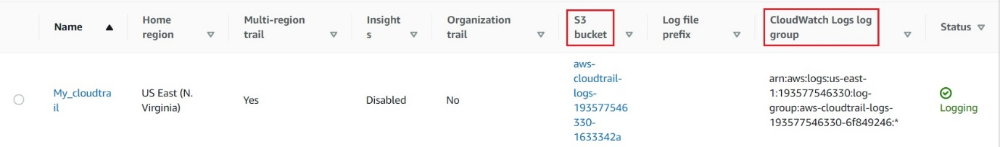 Name
Home region
Multi-region trail
Insights
Organization trail
S3 bucket
Log file prefix
CloudWatch Logs log group
Status
My_cloudtrail
US East (N. Virginia)
Yes
Disabled
No
aws-cloudtrail-logs-193577546330-1633342a
arn:aws:logs:us-east-1:193577546330:log-group:aws-cloudtrail-logs-193577546330-6f849246:*
Logging